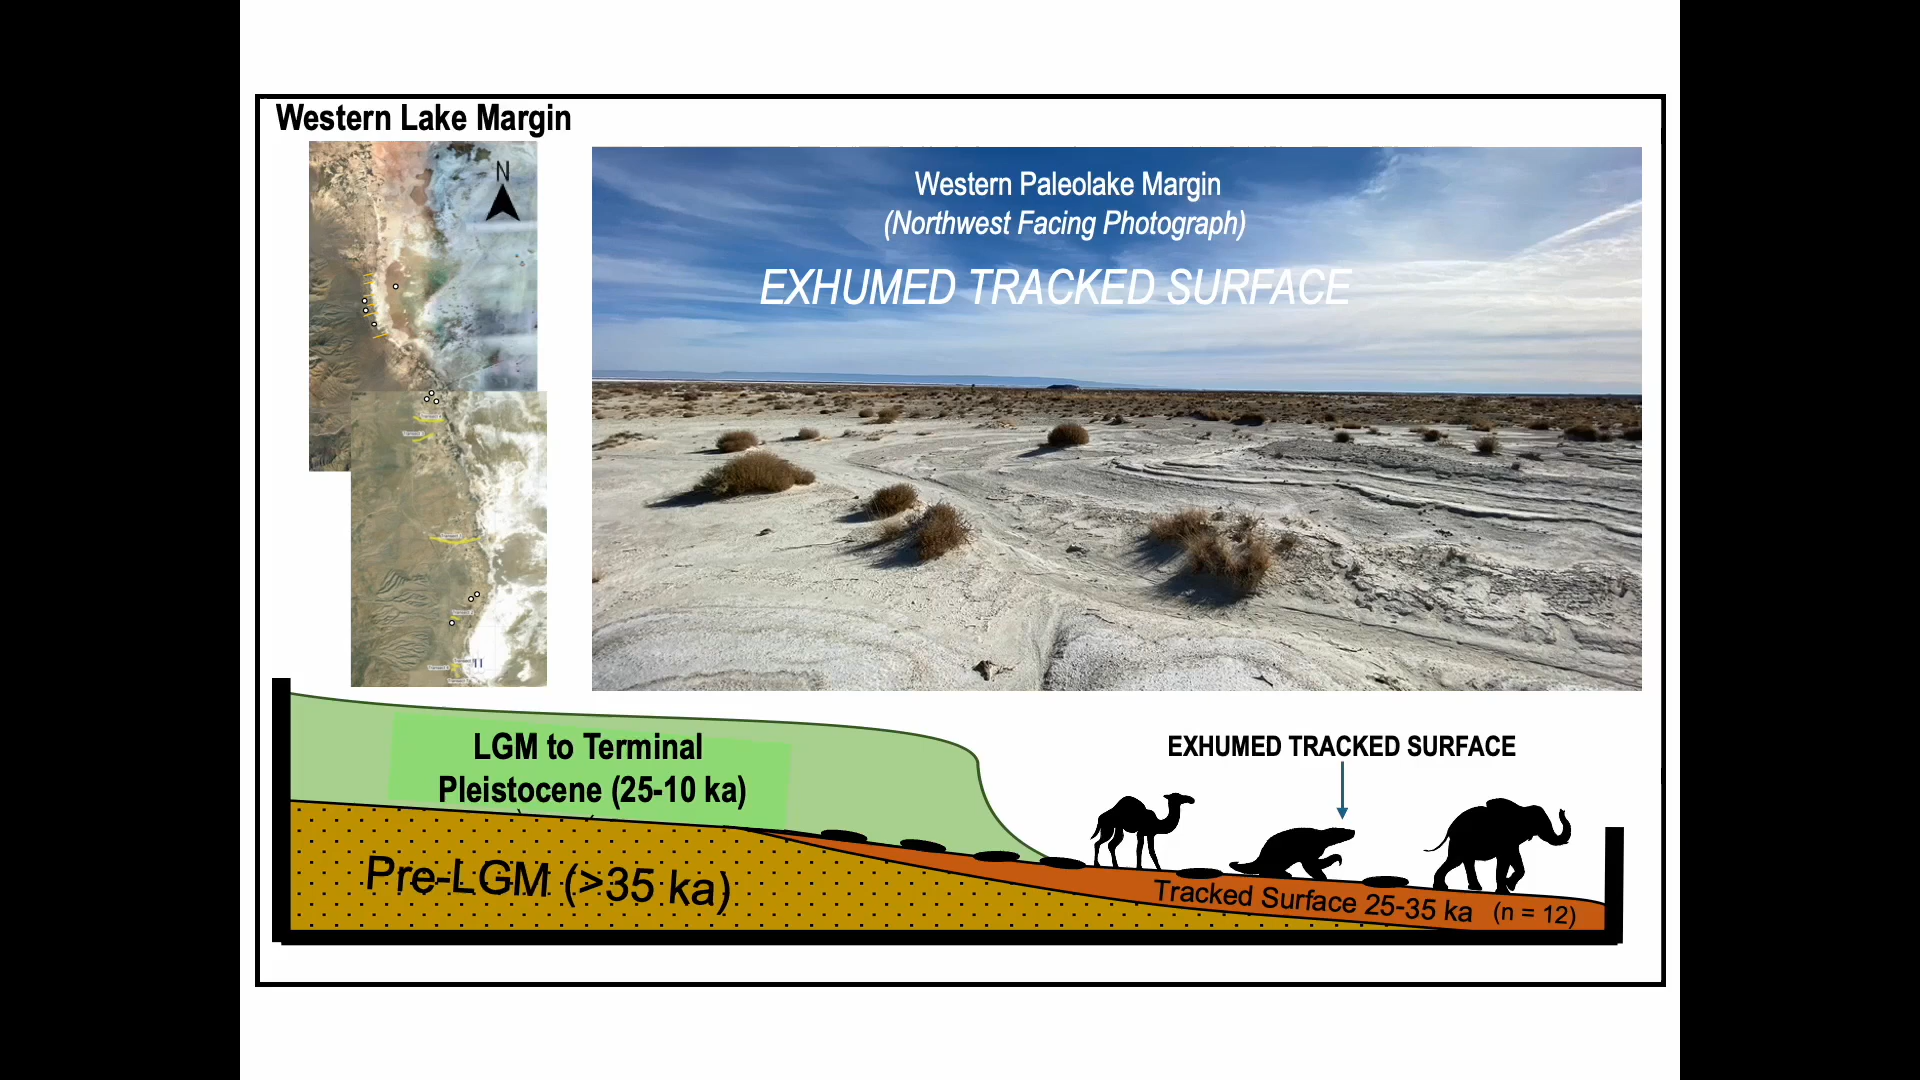 Western Lake Margin
N
Western Paleolake Margin
(Northwest Facing Photograph)
EXHUMED TRACKED SURFACE
LGM to Terminal
Pleistocene (25-10 ka)
EXHUMED TRACKED SURFACE
Pre-LGM (>35 ka)
Tracked Surface 25-35 ka (n = 12)